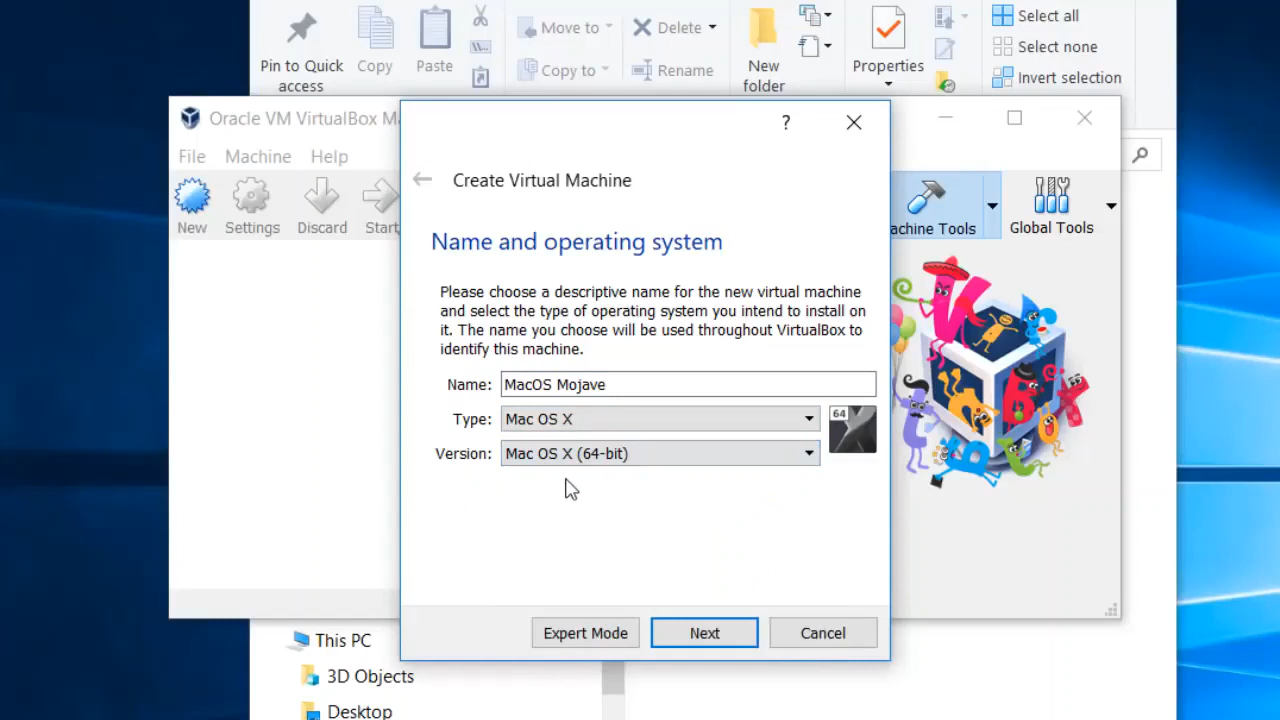 Pin to Quick access
Copy
Paste
Move to
Copy to
Delete
Rename
New folder
Properties
Select all
Select none
Invert selection
Oracle VM VirtualBox Ma
File Machine Help
New
Settings
Discard
Start
achine Tools
Global Tools
?
Create Virtual Machine
Name and operating system
Please choose a descriptive name for the new virtual machine
and select the type of operating system you intend to install on
it. The name you choose will be used throughout VirtualBox to
identify this machine.
Name: MacOS Mojave
Type: Mac OS X
64
Version: Mac OS X (64-bit)
Expert Mode
Next
Cancel
This PC
3D Objects
Desktop